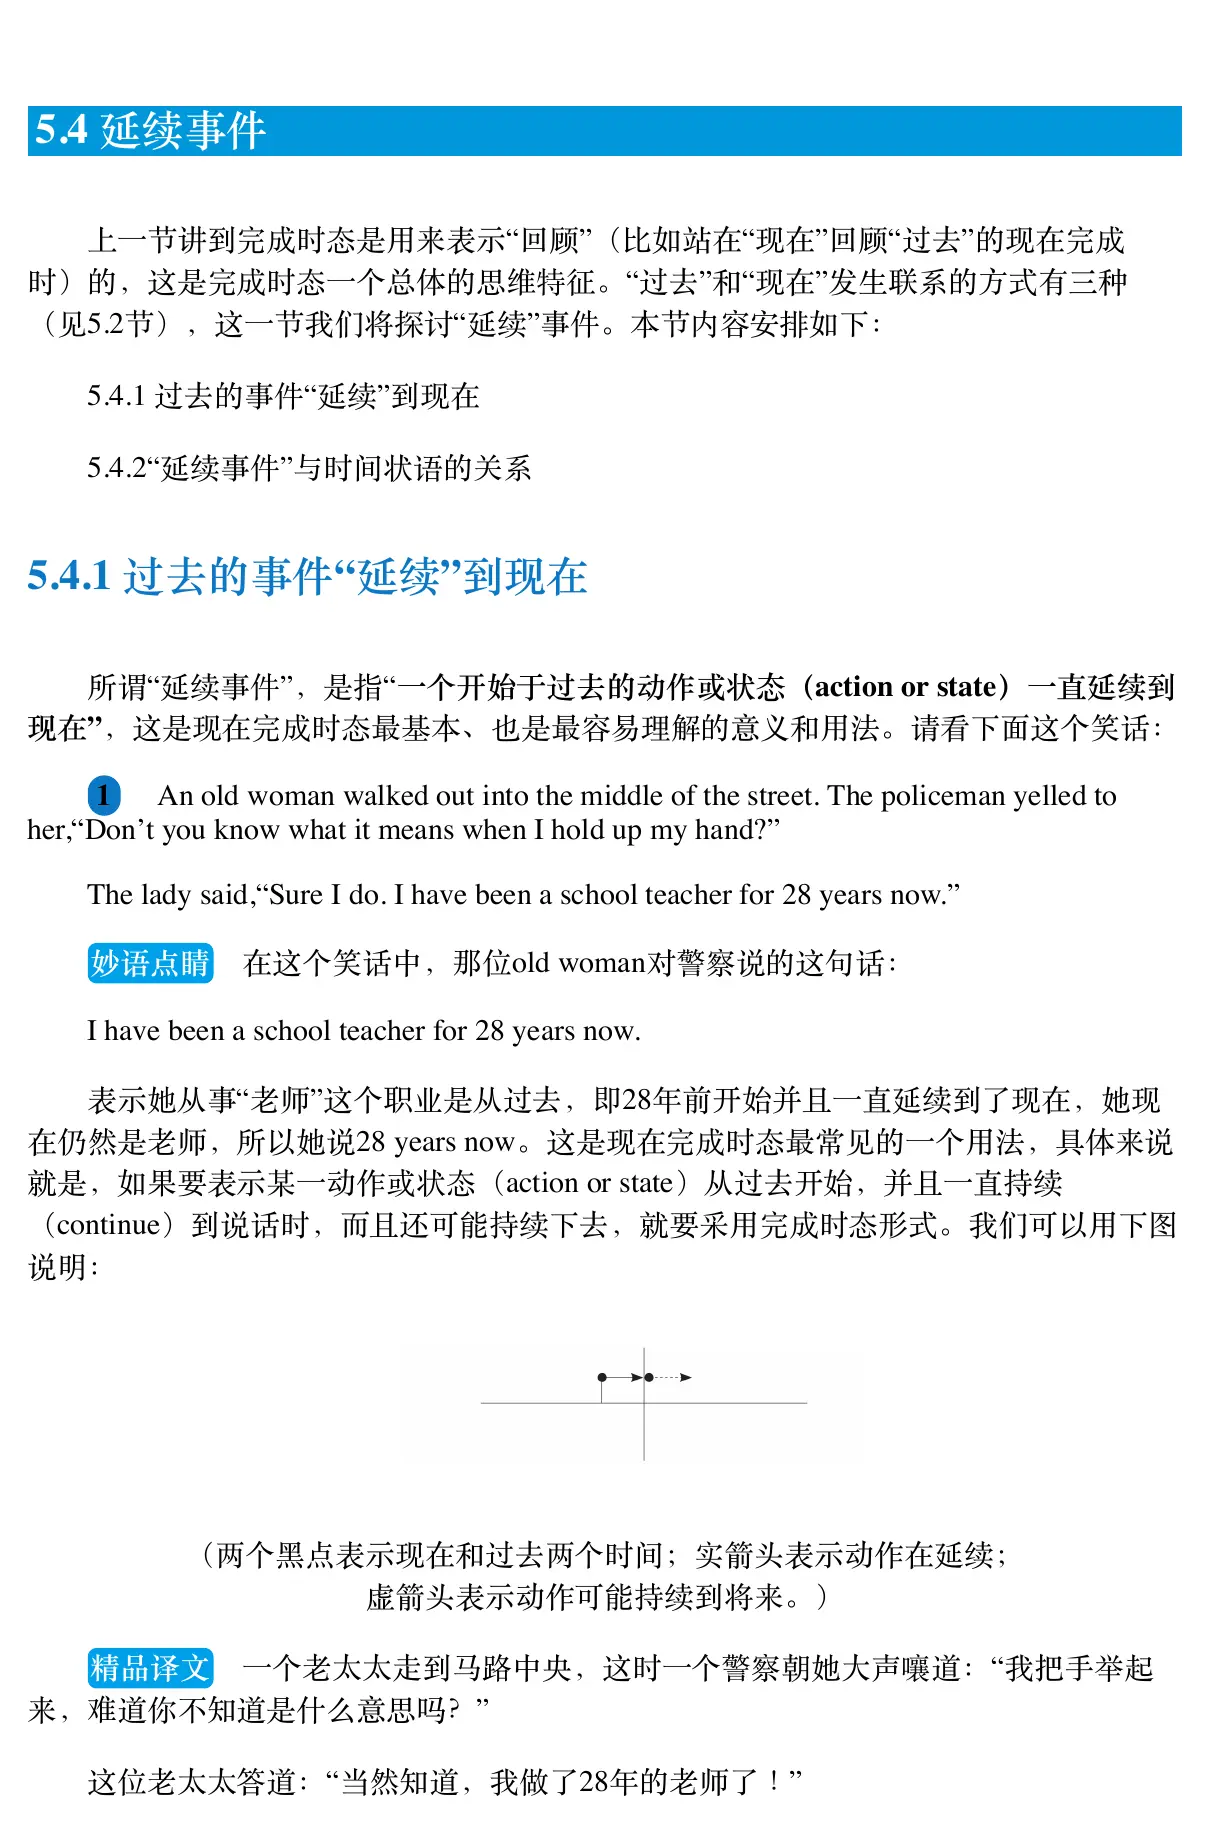 5.4 延续事件
上一节讲到完成时态是用来表示“回顾”（比如站在“现在”回顾“过去”的现在完成
时）的，这是完成时态一个总体的思维特征。“过去”和“现在”发生联系的方式有三种
（见5.2节），这一节我们将探讨“延续”事件。本节内容安排如下：
5.4.1 过去的事件“延续”到现在
5.4.2“延续事件”与时间状语的关系
5.4.1 过去的事件“延续”到现在
所谓“延续事件”，是指“一个开始于过去的动作或状态（action or state）一直延续到
现在”，这是现在完成时态最基本、也是最容易理解的意义和用法。请看下面这个笑话：
1 An old woman walked out into the middle of the street. The policeman yelled to
her,“Don’t you know what it means when I hold up my hand?”
The lady said,“Sure I do. I have been a school teacher for 28 years now.”
妙语点睛 在这个笑话中，那位old woman对警察说的这句话：
I have been a school teacher for 28 years now.
表示她从事“老师”这个职业是从过去，即28年前开始并且一直延续到了现在，她现
在仍然是老师，所以她说28 years now。这是现在完成时态最常见的一个用法，具体来说
就是，如果要表示某一动作或状态（action or state）从过去开始，并且一直持续
（continue）到说话时，而且还可能持续下去，就要采用完成时态形式。我们可以用下图
说明：
（两个黑点表示现在和过去两个时间；实箭头表示动作在延续；
虚箭头表示动作可能持续到将来。）
精品译文 一个老太太走到马路中央，这时一个警察朝她大声嚷道：“我把手举起
来，难道你不知道是什么意思吗？”
这位老太太答道：“当然知道，我做了28年的老师了！”